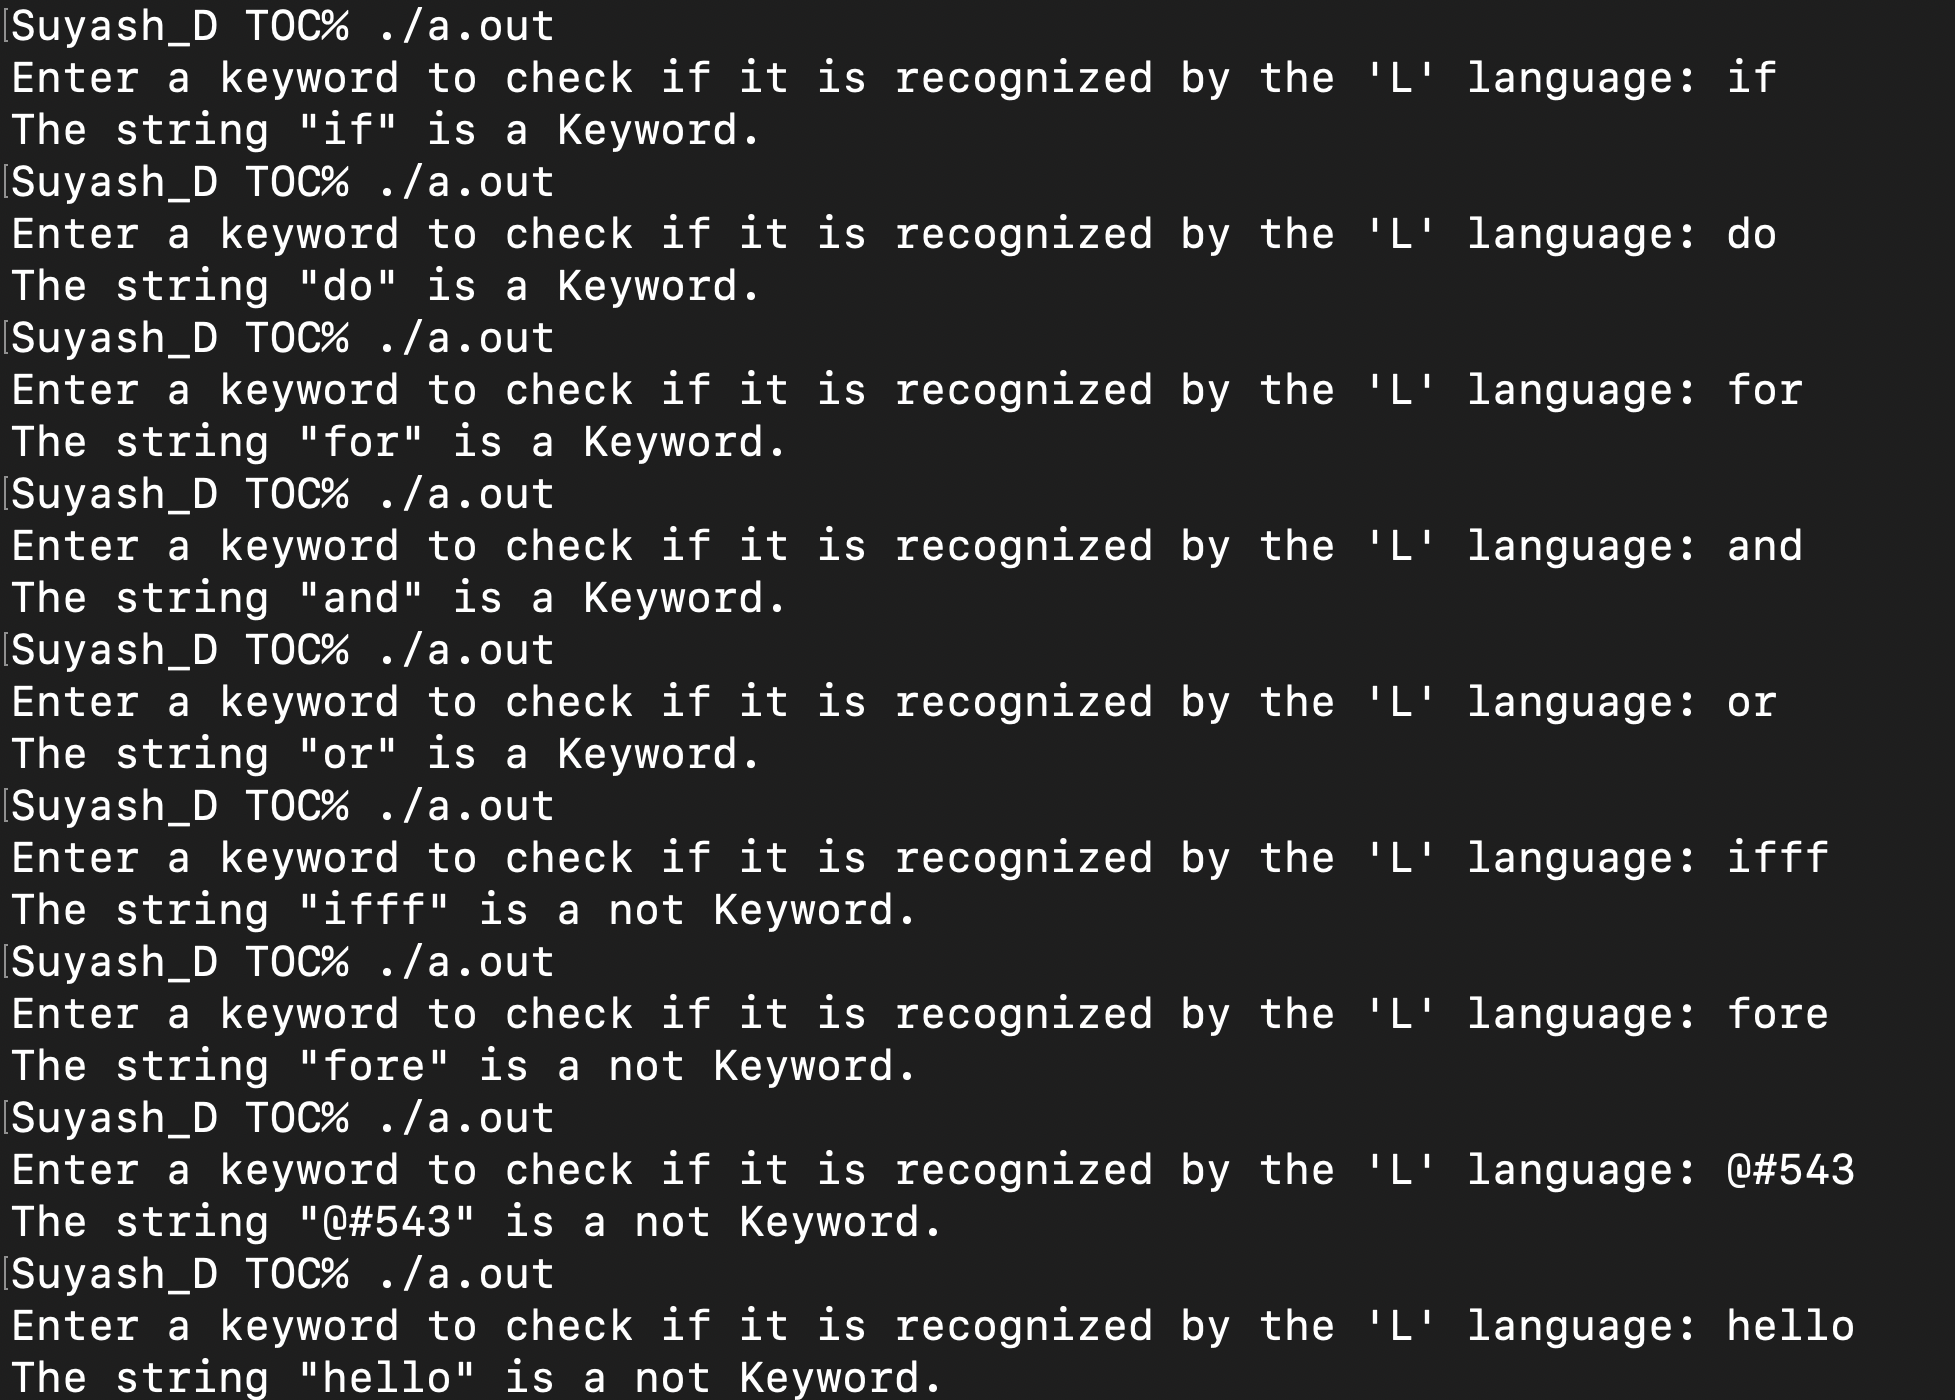 [Suyash_D TOC% ./a.out
Enter a keyword to check if it is recognized by the 'L' language: if
The string "if" is a Keyword.
[Suyash_D TOC% ./a.out
Enter a keyword to check if it is recognized by the 'L' language: do
The string "do" is a Keyword.
[Suyash_D TOC% ./a.out
Enter a keyword to check if it is recognized by the 'L' language: for
The string "for" is a Keyword.
[Suyash_D TOC% ./a.out
Enter a keyword to check if it is recognized by the 'L' language: and
The string "and" is a Keyword.
[Suyash_D TOC% ./a.out
Enter a keyword to check if it is recognized by the 'L' language: or
The string "or" is a Keyword.
[Suyash_D TOC% ./a.out
Enter a keyword to check if it is recognized by the 'L' language: ifff
The string "ifff" is a not Keyword.
[Suyash_D TOC% ./a.out
Enter a keyword to check if it is recognized by the 'L' language: fore
The string "fore" is a not Keyword.
[Suyash_D TOC% ./a.out
Enter a keyword to check if it is recognized by the 'L' language: @#543
The string "@#543" is a not Keyword.
[Suyash_D TOC% ./a.out
Enter a keyword to check if it is recognized by the 'L' language: hello
The string "hello" is a not Keyword.